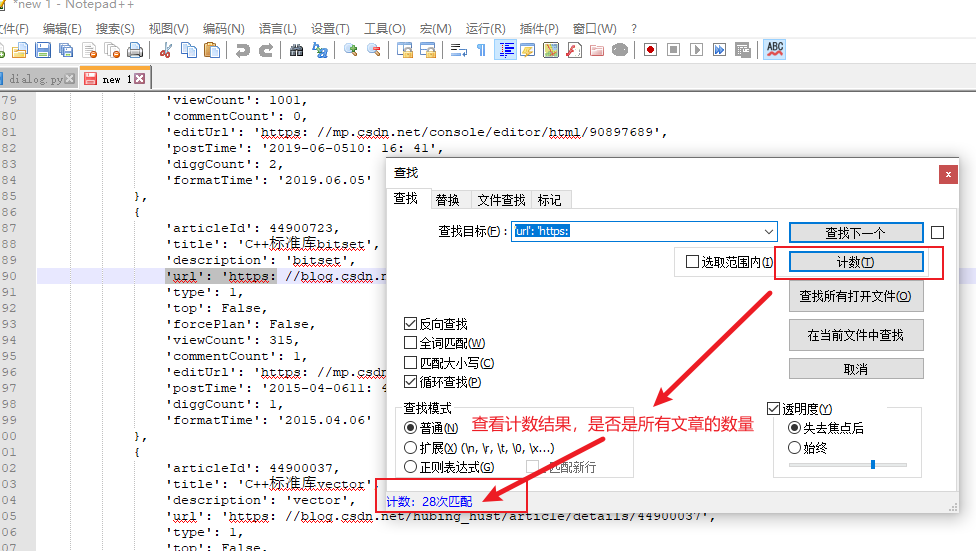 *new 1 - Notepad++
文件(F) 编辑(E) 搜索(S) 视图(V) 编码(N) 语言(L) 设置(T) 工具(O) 宏(M) 运行(R) 插件(P) 窗口(W) ?
dialog.py new 1
79 'viewCount': 1001,
80 'commentCount': 0,
81 'editUrl': 'https: //mp.csdn.net/console/editor/html/90897689',
82 'postTime': '2019-06-0510: 16: 41',
83 'diggCount': 2,
84 'formatTime': '2019.06.05'
85 },
86 {
87 'articleId': 44900723,
88 'title': 'C++标准库bitset',
89 'description': 'bitset',
90 'url': 'https: //blog.csdn.n
91 'type': 1,
92 'top': False,
93 'forcePlan': False,
94 'viewCount': 315,
95 'commentCount': 1,
96 'editUrl': 'https: //mp.csdn
97 'postTime': '2015-04-0611: 4
98 'diggCount': 1,
99 'formatTime': '2015.04.06'
00 },
01 {
02 'articleId': 44900037,
03 'title': 'C++标准库vector',
04 'description': 'vector',
05 'url': 'https: //blog.csdn.net/hubing_hust/article/details/44900037',
06 'type': 1,
07 'top': False,
查找
查找 替换 文件查找 标记
查找目标(F): 'url': 'https: 查找下一个
选取范围内(I) 计数(T)
查找所有打开文件(O)
反向查找
全词匹配(W) 在当前文件中查找
匹配大小写(C)
循环查找(P) 取消
查找模式 透明度(Y)
普通(N) 查看计数结果，是否是所有文章的数量 失去焦点后
扩展(X) (\n, \r, \t, \0, \x...) 始终
正则表达式(G) 匹配新行
计数: 28次匹配
ABC